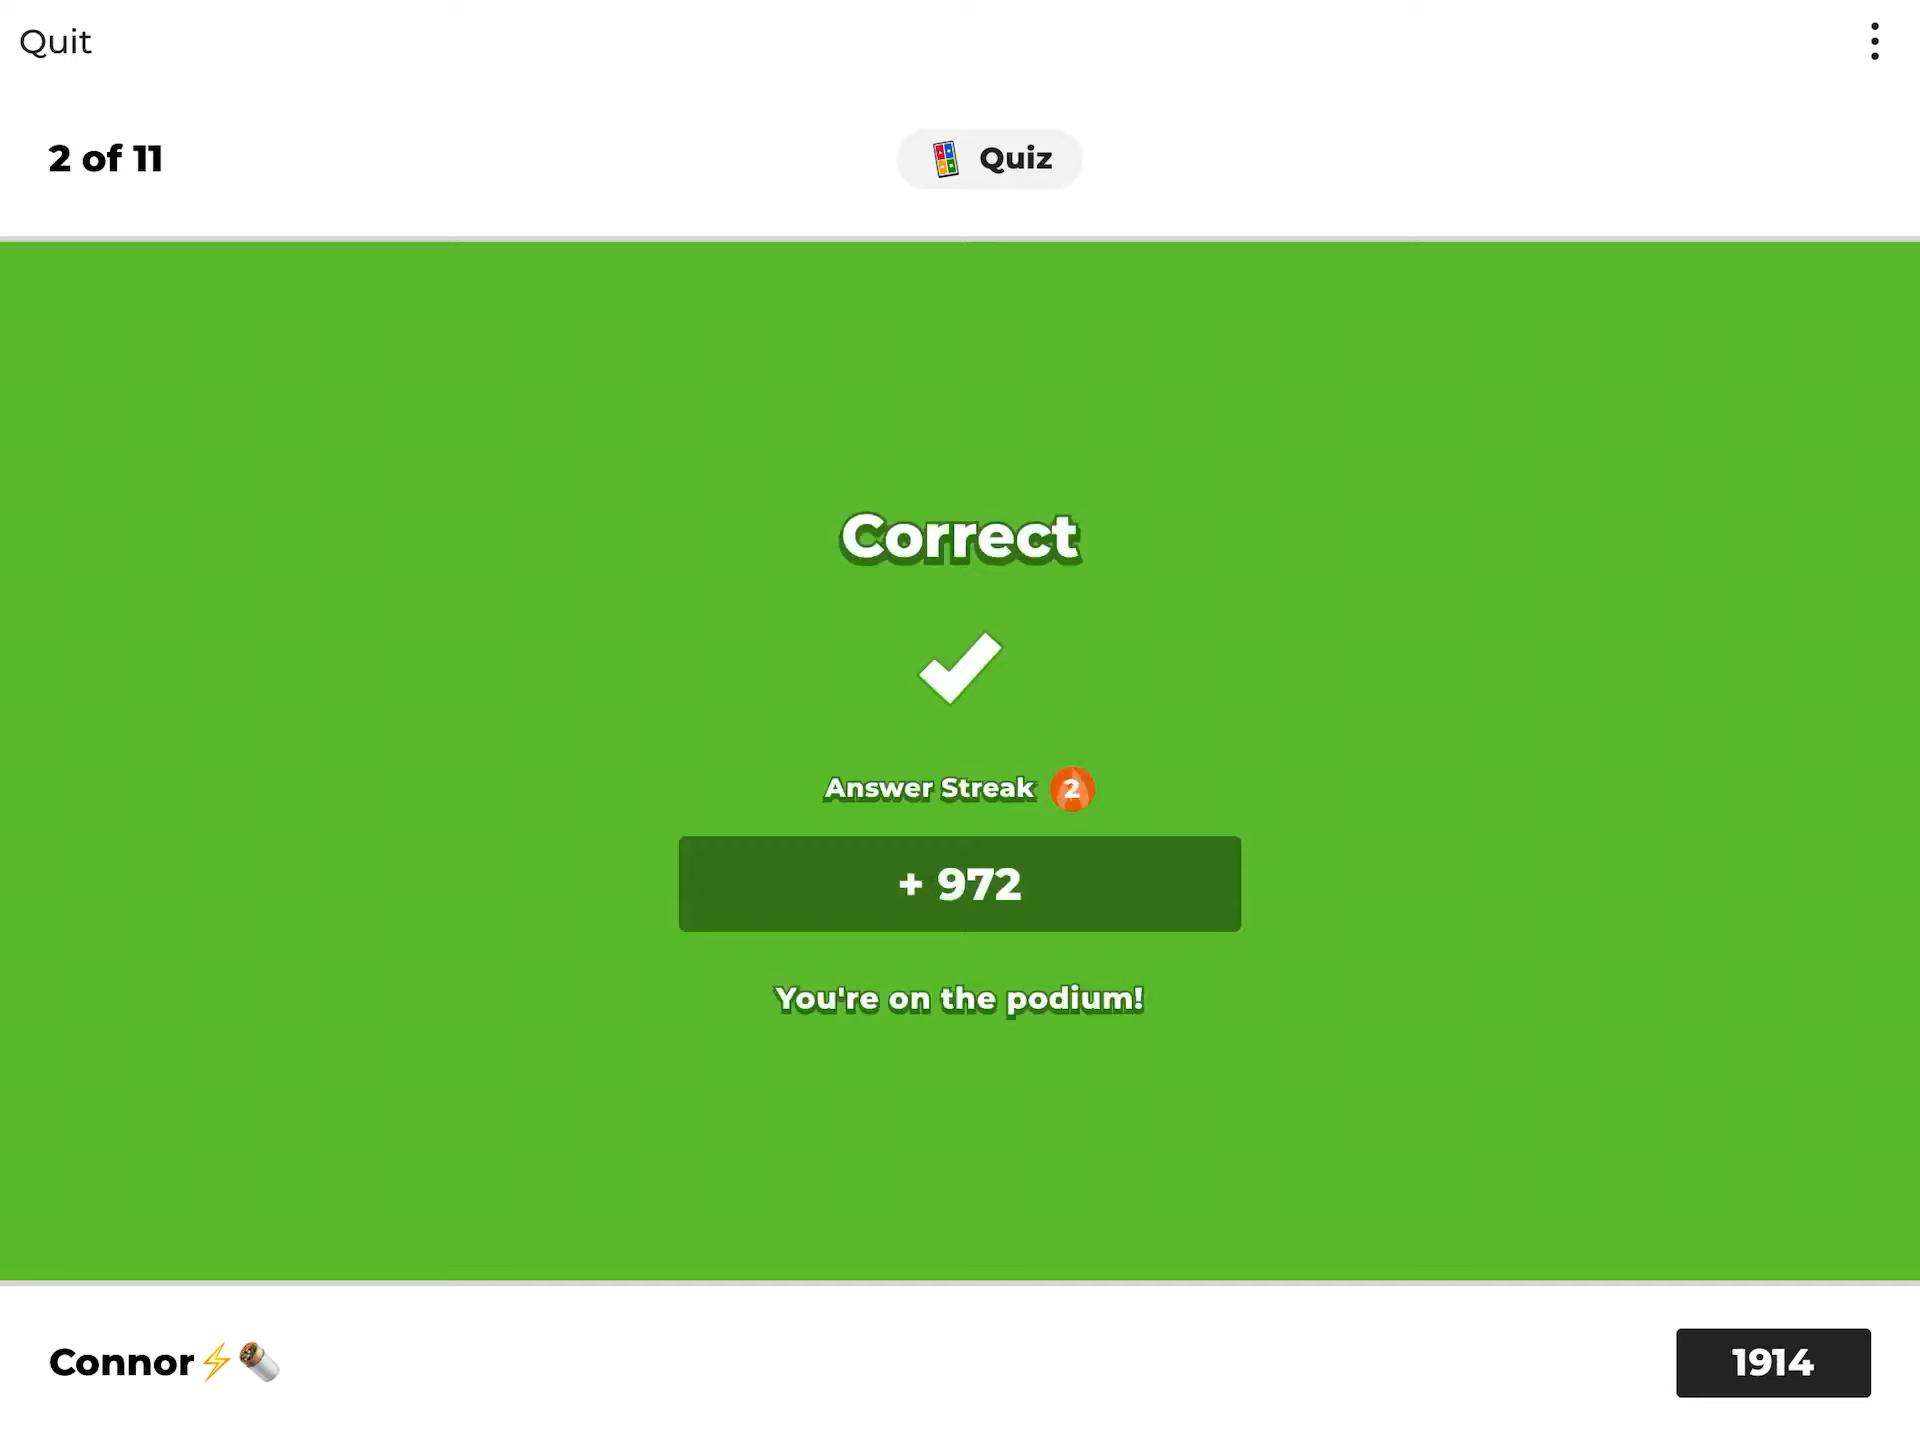 Quit
2 of 11
Quiz
Correct
Answer Streak 2
+ 972
You're on the podium!
Connor⚡🌯
1914